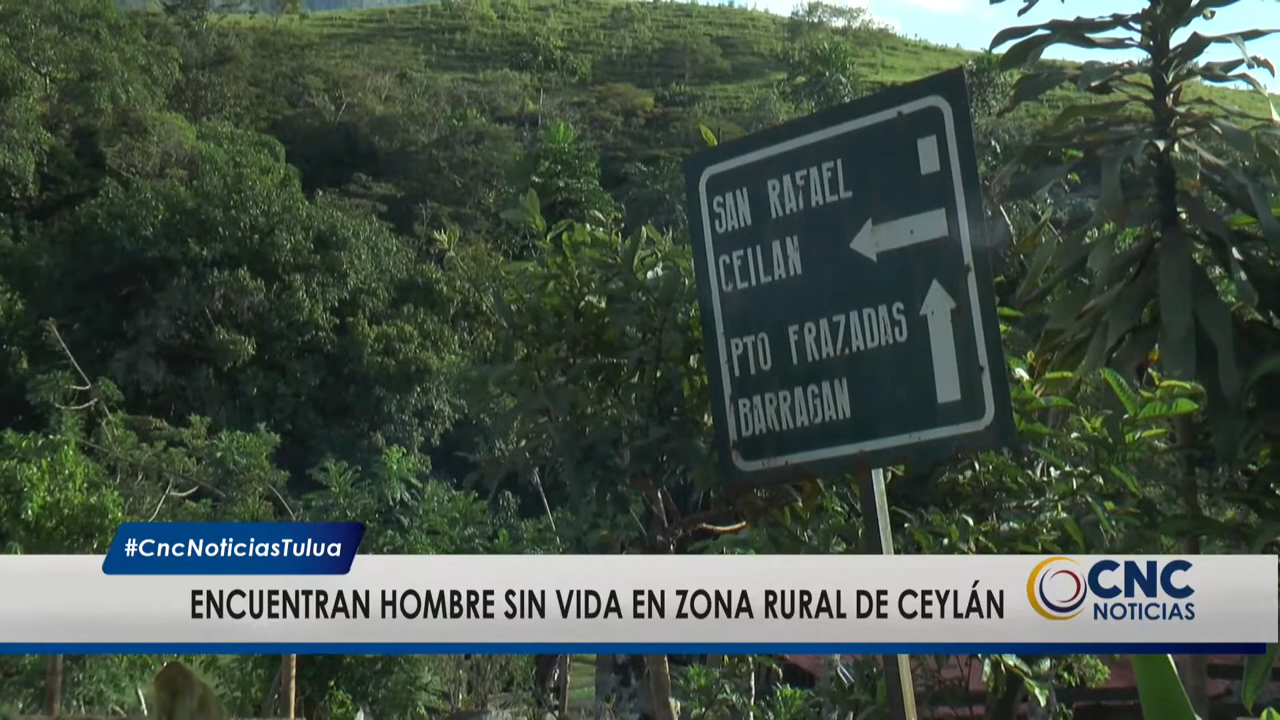 SAN RAFAEL
CEILAN
PTO FRAZADAS
BARRAGAN
#CncNoticiasTulua
ENCUENTRAN HOMBRE SIN VIDA EN ZONA RURAL DE CEYLÁN
CNC
NOTICIAS